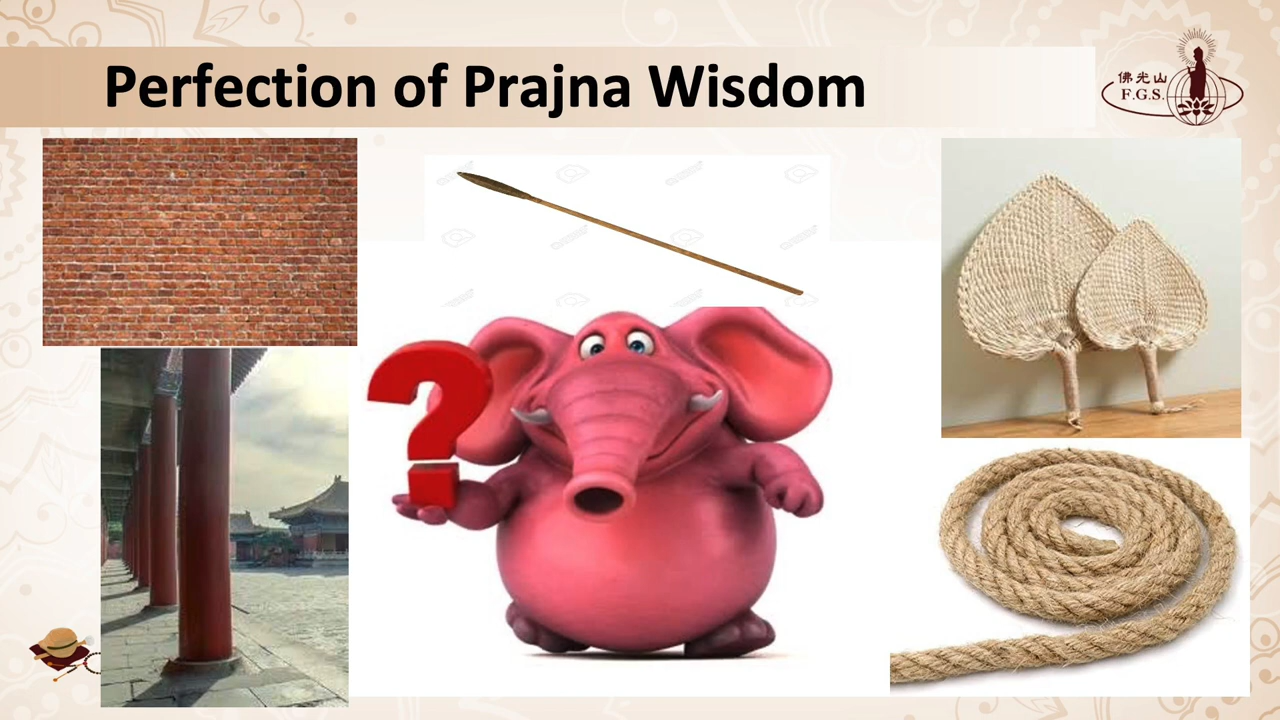 Perfection of Prajna Wisdom
佛光山
F.G.S.